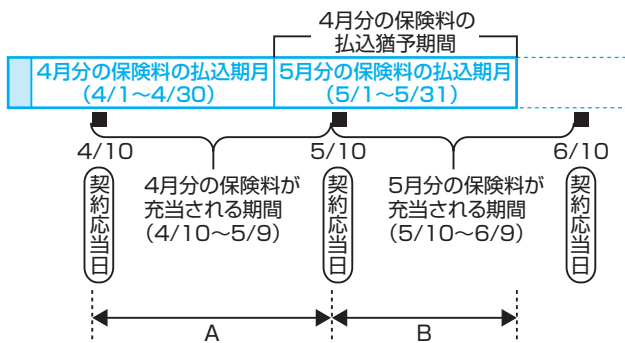 4月分の保険料の
払込猶予期間
4月分の保険料の払込期月
(4/1～4/30)
5月分の保険料の払込期月
(5/1～5/31)
4/10
5/10
6/10
契約応当日
4月分の保険料が
充当される期間
(4/10～5/9)
契約応当日
5月分の保険料が
充当される期間
(5/10～6/9)
契約応当日
A
B